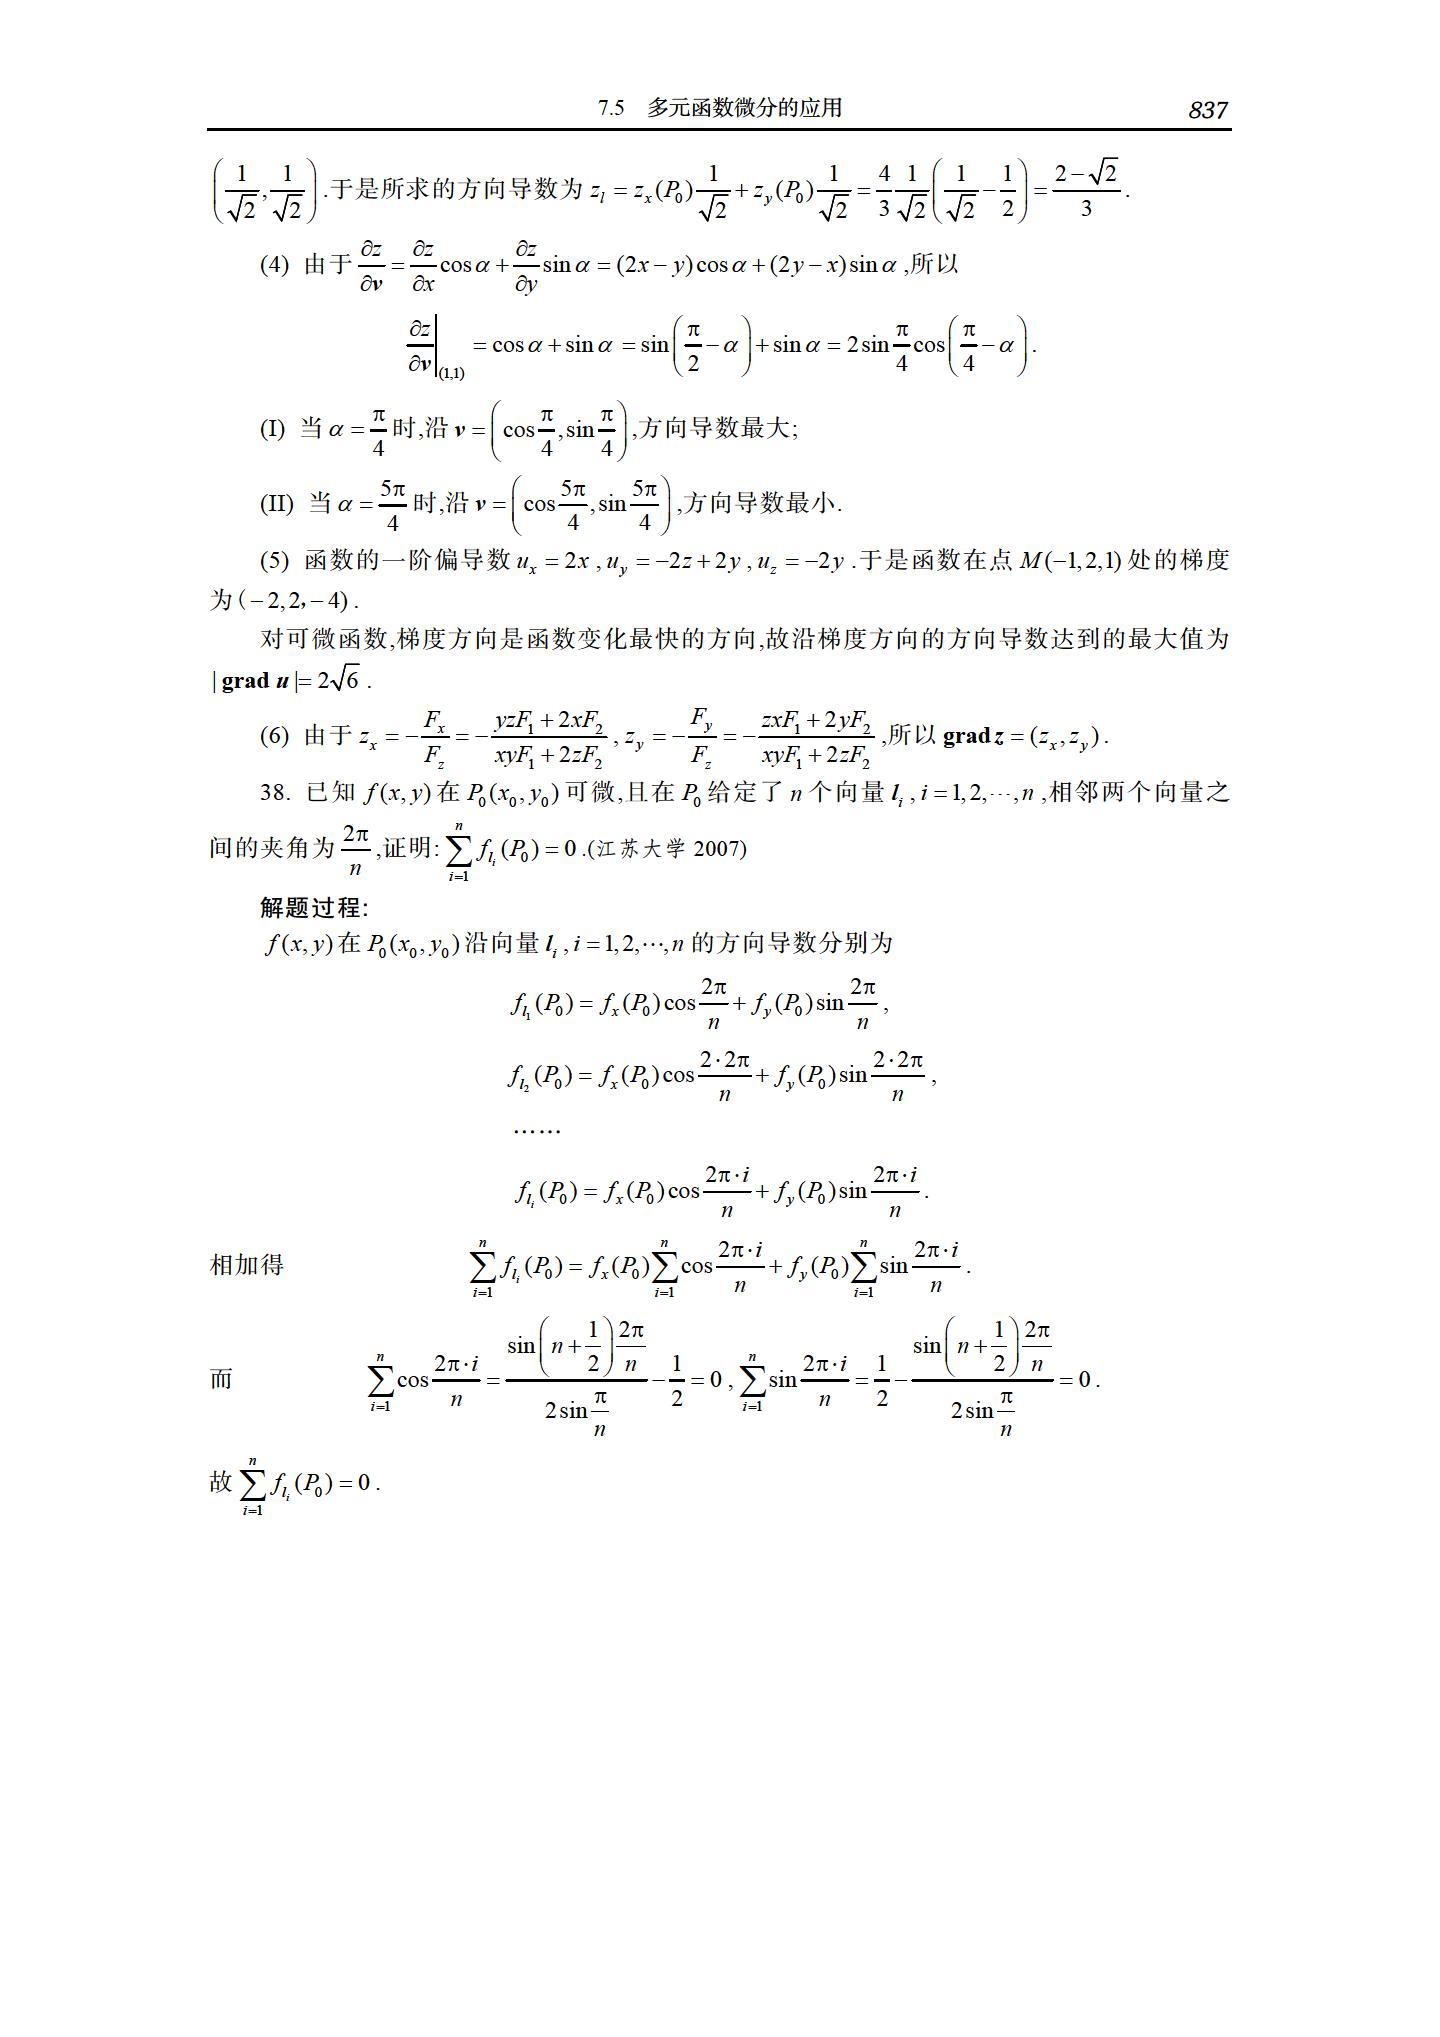 7.5 多元函数微分的应用 837
$\left(\frac{1}{\sqrt{2}},\frac{1}{\sqrt{2}}\right)$.于是所求的方向导数为 $z_l=z_x(P_0)\frac{1}{\sqrt{2}}+z_y(P_0)\frac{1}{\sqrt{2}}=\frac{4}{3}\frac{1}{\sqrt{2}}\left(\frac{1}{\sqrt{2}}-\frac{1}{2}\right)=\frac{2-\sqrt{2}}{3}$.
(4) 由于 $\frac{\partial z}{\partial \boldsymbol{v}}=\frac{\partial z}{\partial x}\cos\alpha+\frac{\partial z}{\partial y}\sin\alpha=(2x-y)\cos\alpha+(2y-x)\sin\alpha$ ,所以
$\left.\frac{\partial z}{\partial \boldsymbol{v}}\right|_{(1,1)}=\cos\alpha+\sin\alpha=\sin\left(\frac{\pi}{2}-\alpha\right)+\sin\alpha=2\sin\frac{\pi}{4}\cos\left(\frac{\pi}{4}-\alpha\right)$.
(I) 当 $\alpha=\frac{\pi}{4}$ 时,沿 $\boldsymbol{v}=\left(\cos\frac{\pi}{4},\sin\frac{\pi}{4}\right)$,方向导数最大;
(II) 当 $\alpha=\frac{5\pi}{4}$ 时,沿 $\boldsymbol{v}=\left(\cos\frac{5\pi}{4},\sin\frac{5\pi}{4}\right)$,方向导数最小.
(5) 函数的一阶偏导数 $u_x=2x$ , $u_y=-2z+2y$ , $u_z=-2y$ .于是函数在点 $M(-1,2,1)$ 处的梯度
为$(-2,2,-4)$.
对可微函数,梯度方向是函数变化最快的方向,故沿梯度方向的方向导数达到的最大值为
$|\,\mathbf{grad}\ \boldsymbol{u}\,|=2\sqrt{6}$ .
(6) 由于 $z_x=-\frac{F_x}{F_z}=-\frac{yzF_1+2xF_2}{xyF_1+2zF_2}$ , $z_y=-\frac{F_y}{F_z}=-\frac{zxF_1+2yF_2}{xyF_1+2zF_2}$ ,所以 $\mathbf{grad}\,\boldsymbol{z}=(z_x,z_y)$.
38. 已知 $f(x,y)$ 在 $P_0(x_0,y_0)$ 可微,且在 $P_0$ 给定了 $n$ 个向量 $\boldsymbol{l}_i$ , $i=1,2,\cdots,n$ ,相邻两个向量之
间的夹角为 $\frac{2\pi}{n}$ ,证明: $\sum_{i=1}^{n}f_{l_i}(P_0)=0$ .(江苏大学 2007)
解题过程:
$f(x,y)$ 在 $P_0(x_0,y_0)$ 沿向量 $\boldsymbol{l}_i$ , $i=1,2,\cdots,n$ 的方向导数分别为
$f_{l_1}(P_0)=f_x(P_0)\cos\frac{2\pi}{n}+f_y(P_0)\sin\frac{2\pi}{n}$ ,
$f_{l_2}(P_0)=f_x(P_0)\cos\frac{2\cdot2\pi}{n}+f_y(P_0)\sin\frac{2\cdot2\pi}{n}$ ,
……
$f_{l_i}(P_0)=f_x(P_0)\cos\frac{2\pi\cdot i}{n}+f_y(P_0)\sin\frac{2\pi\cdot i}{n}$ .
相加得 $\sum_{i=1}^{n}f_{l_i}(P_0)=f_x(P_0)\sum_{i=1}^{n}\cos\frac{2\pi\cdot i}{n}+f_y(P_0)\sum_{i=1}^{n}\sin\frac{2\pi\cdot i}{n}$ .
而 $\sum_{i=1}^{n}\cos\frac{2\pi\cdot i}{n}=\frac{\sin\left(n+\frac{1}{2}\right)\frac{2\pi}{n}}{2\sin\frac{\pi}{n}}-\frac{1}{2}=0$ , $\sum_{i=1}^{n}\sin\frac{2\pi\cdot i}{n}=\frac{1}{2}-\frac{\sin\left(n+\frac{1}{2}\right)\frac{2\pi}{n}}{2\sin\frac{\pi}{n}}=0$ .
故 $\sum_{i=1}^{n}f_{l_i}(P_0)=0$ .